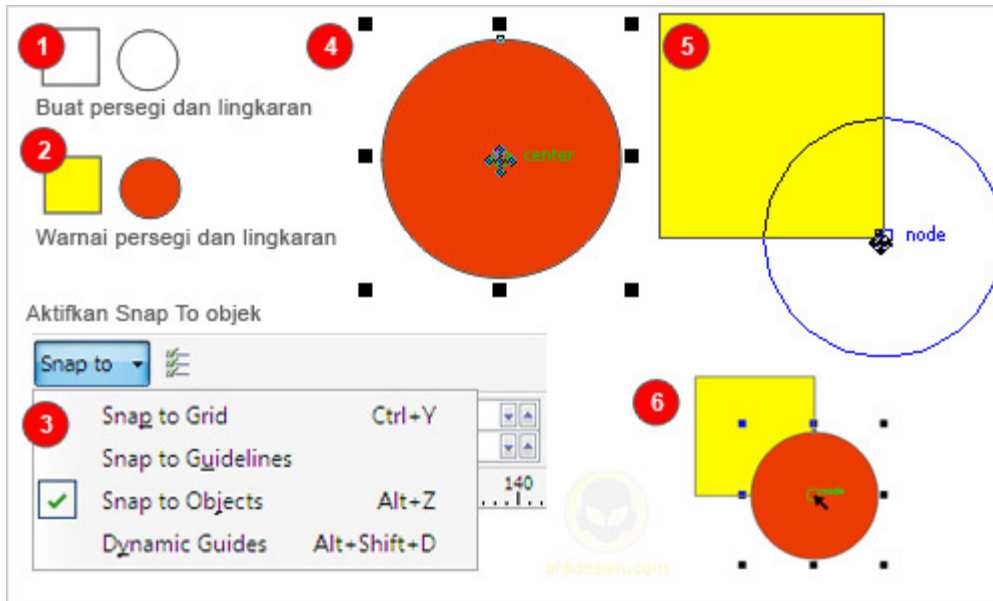 1
Buat persegi dan lingkaran
2
Warnai persegi dan lingkaran
Aktifkan Snap To objek
Snap to
3
Snap to Grid Ctrl+Y
Snap to Guidelines
Snap to Objects Alt+Z
Dynamic Guides Alt+Shift+D
140
4
center
5
node
6
node
ahlidesain.com